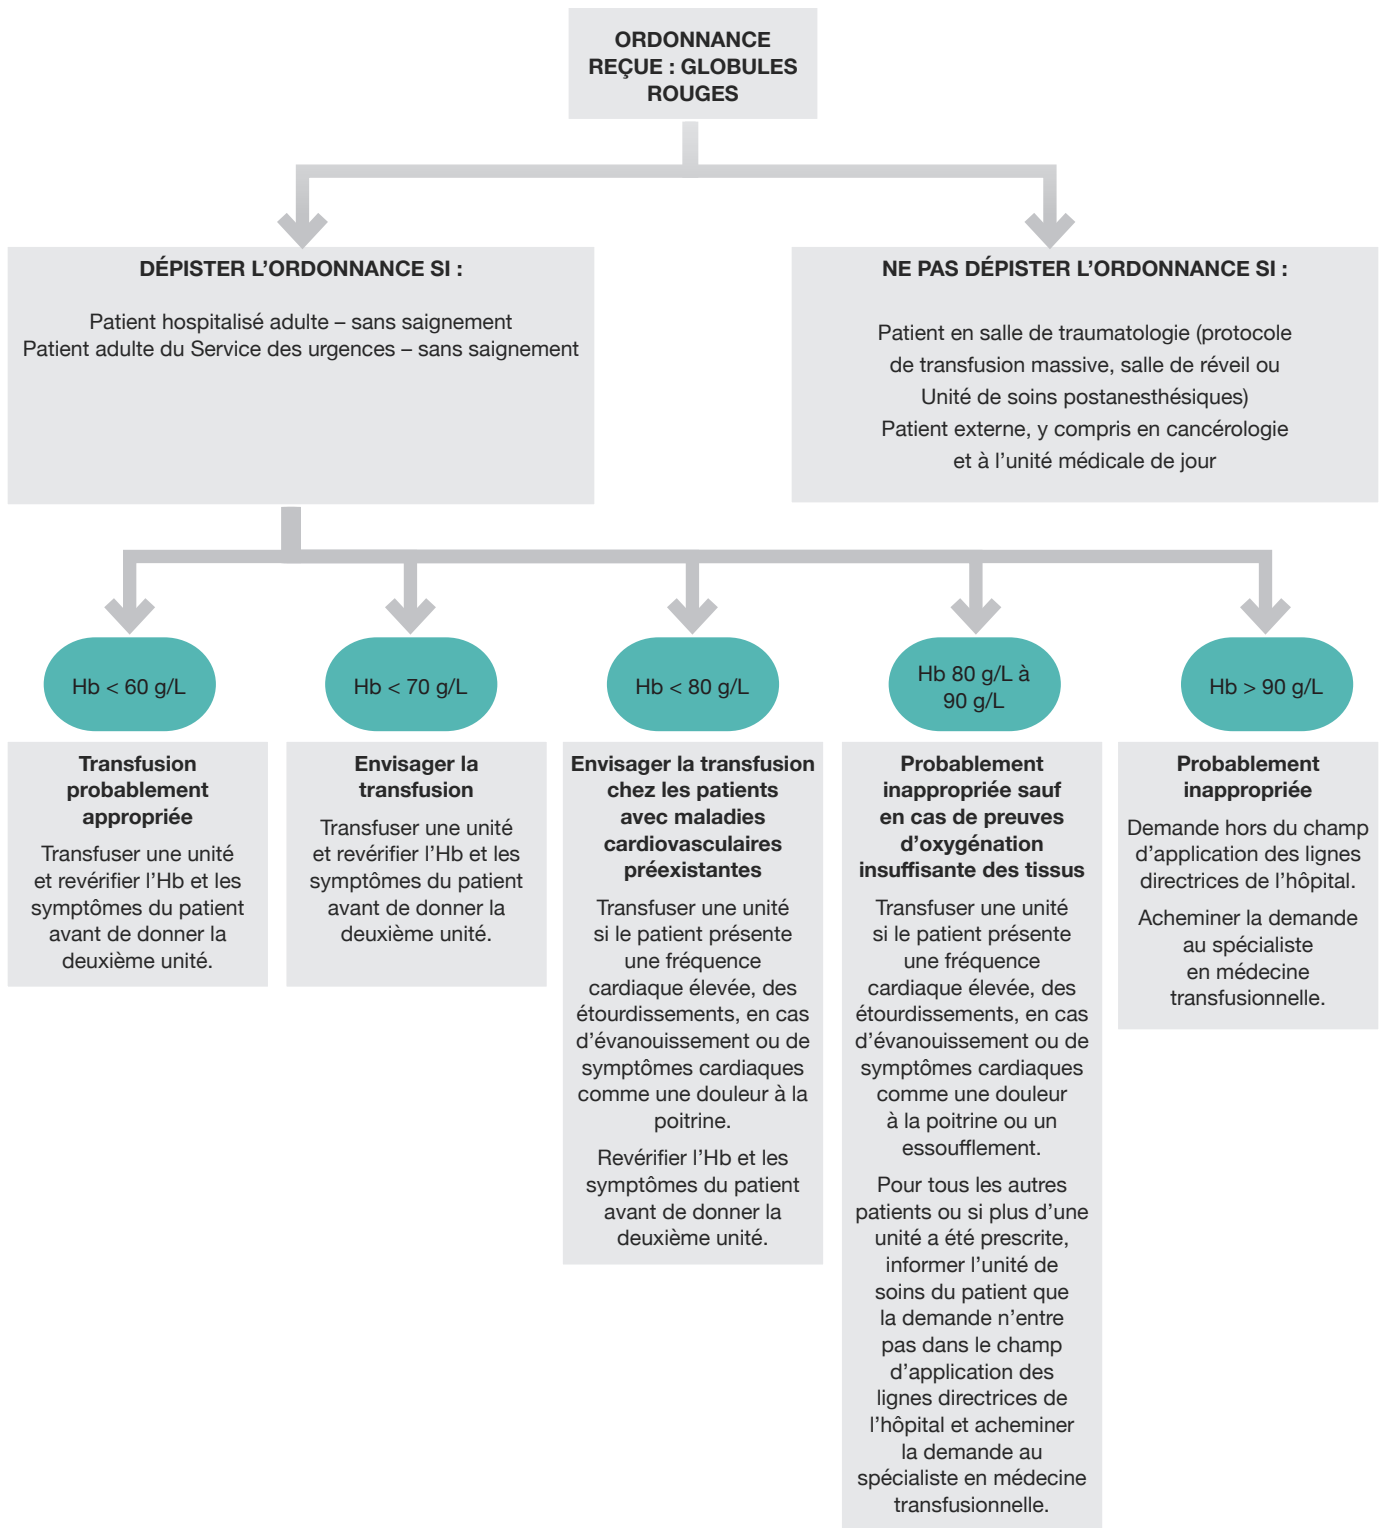 ORDONNANCE
REÇUE : GLOBULES
ROUGES
DÉPISTER L’ORDONNANCE SI :
Patient hospitalisé adulte – sans saignement
Patient adulte du Service des urgences – sans saignement
NE PAS DÉPISTER L’ORDONNANCE SI :
Patient en salle de traumatologie (protocole
de transfusion massive, salle de réveil ou
Unité de soins postanesthésiques)
Patient externe, y compris en cancérologie
et à l’unité médicale de jour
Hb < 60 g/L
Transfusion
probablement
appropriée
Transfuser une unité
et revérifier l’Hb et les
symptômes du patient
avant de donner la
deuxième unité.
Hb < 70 g/L
Envisager la
transfusion
Transfuser une unité
et revérifier l’Hb et les
symptômes du patient
avant de donner la
deuxième unité.
Hb < 80 g/L
Envisager la transfusion
chez les patients
avec maladies
cardiovasculaires
préexistantes
Transfuser une unité
si le patient présente
une fréquence
cardiaque élevée, des
étourdissements, en cas
d’évanouissement ou de
symptômes cardiaques
comme une douleur à la
poitrine.
Revérifier l’Hb et les
symptômes du patient
avant de donner la
deuxième unité.
Hb 80 g/L à
90 g/L
Probablement
inappropriée sauf
en cas de preuves
d’oxygénation
insuffisante des tissus
Transfuser une unité
si le patient présente
une fréquence
cardiaque élevée, des
étourdissements, en cas
d’évanouissement ou de
symptômes cardiaques
comme une douleur
à la poitrine ou un
essoufflement.
Pour tous les autres
patients ou si plus d’une
unité a été prescrite,
informer l’unité de
soins du patient que
la demande n’entre
pas dans le champ
d’application des
lignes directrices de
l’hôpital et acheminer
la demande au
spécialiste en médecine
transfusionnelle.
Hb > 90 g/L
Probablement
inappropriée
Demande hors du champ
d’application des lignes
directrices de l’hôpital.
Acheminer la demande
au spécialiste
en médecine
transfusionnelle.